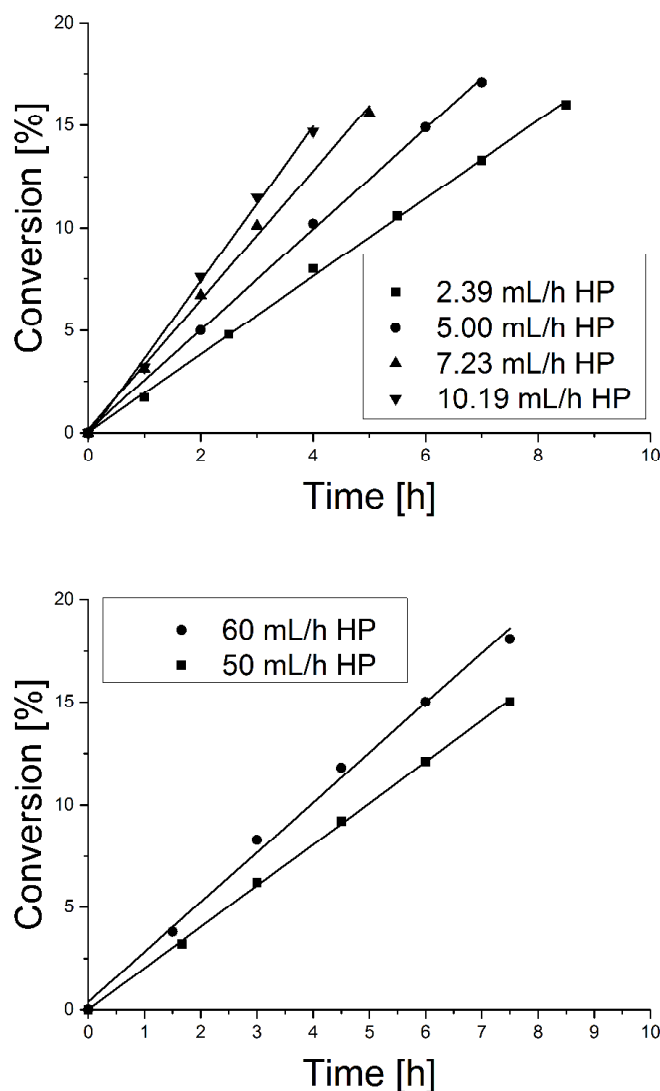 20
15
10
5
0
Conversion [%]
2.39 mL/h HP
5.00 mL/h HP
7.23 mL/h HP
10.19 mL/h HP
0 2 4 6 8 10
Time [h]
20
15
10
5
0
Conversion [%]
60 mL/h HP
50 mL/h HP
0 1 2 3 4 5 6 7 8 9 10
Time [h]